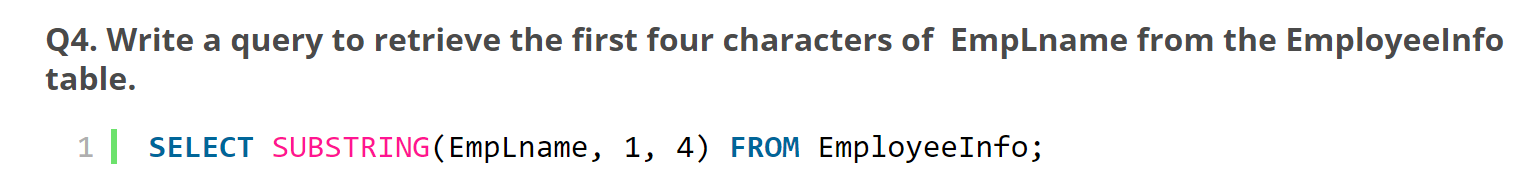 Q4. Write a query to retrieve the first four characters of  EmpLname from the EmployeeInfo
table.
1 SELECT SUBSTRING(EmpLname, 1, 4) FROM EmployeeInfo;